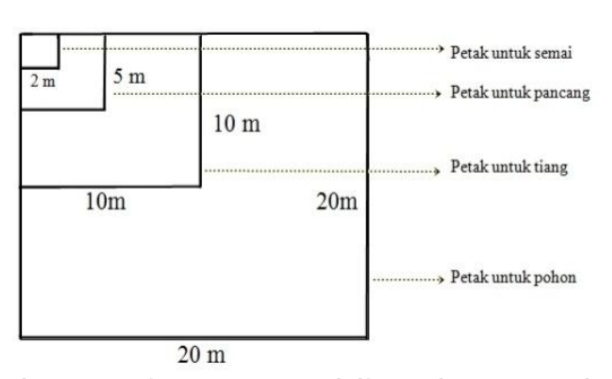 Petak untuk semai
2 m
5 m
Petak untuk pancang
10 m
Petak untuk tiang
10m
20m
Petak untuk pohon
20 m